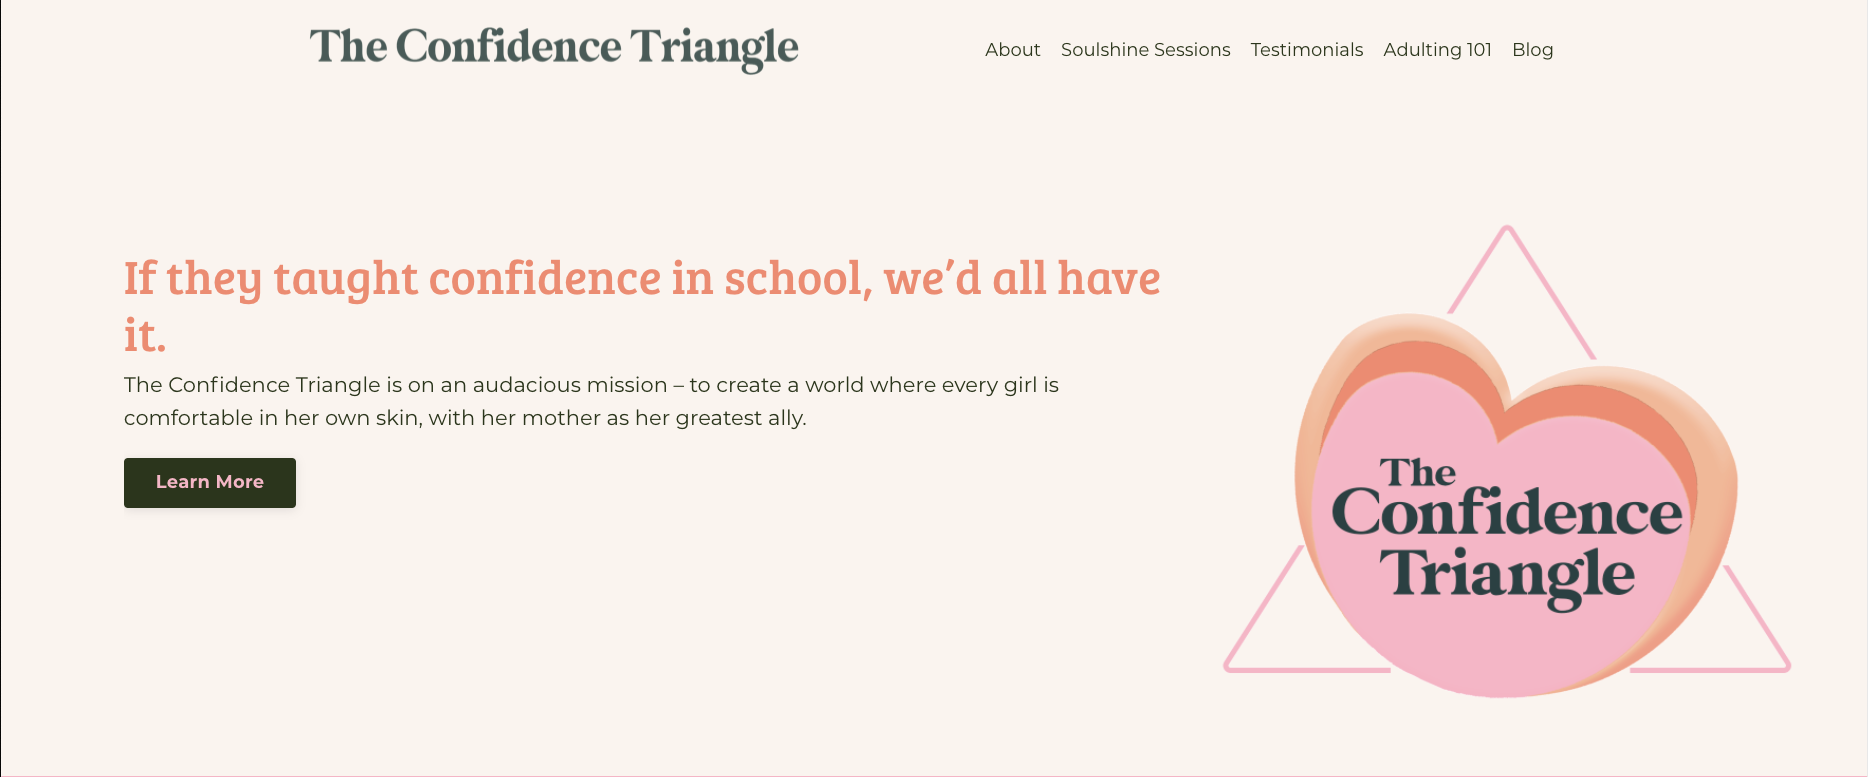 The Confidence Triangle
About Soulshine Sessions Testimonials Adulting 101 Blog
If they taught confidence in school, we’d all have
it.
The Confidence Triangle is on an audacious mission – to create a world where every girl is
comfortable in her own skin, with her mother as her greatest ally.
Learn More
The
Confidence
Triangle